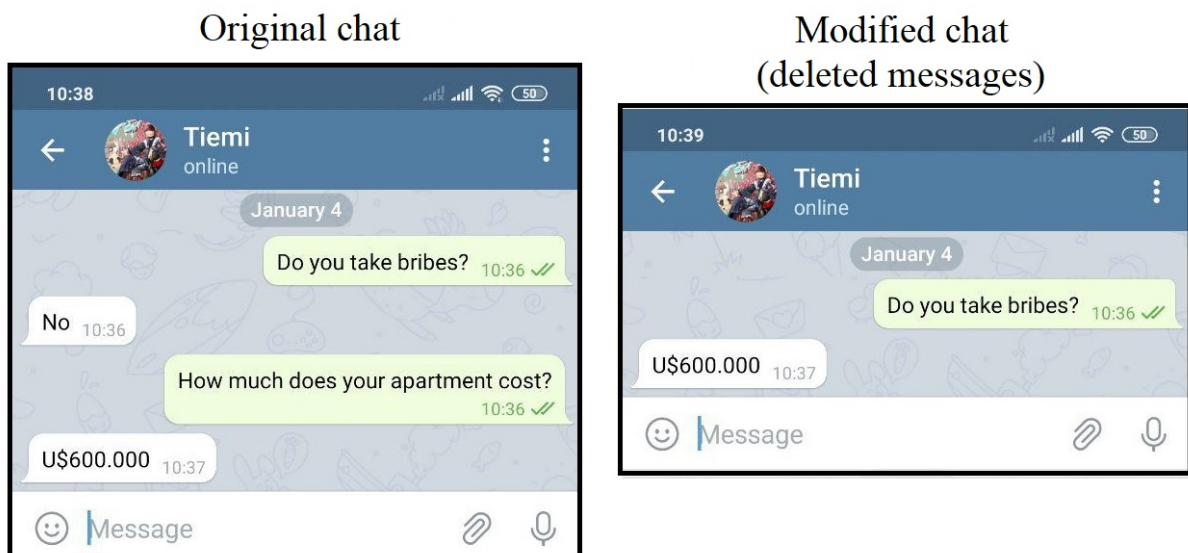 Original chat
10:38
50
Tiemi
online
January 4
Do you take bribes? 10:36
No 10:36
How much does your apartment cost?
10:36
U$600.000 10:37
Message
Modified chat
(deleted messages)
10:39
50
Tiemi
online
January 4
Do you take bribes? 10:36
U$600.000 10:37
Message